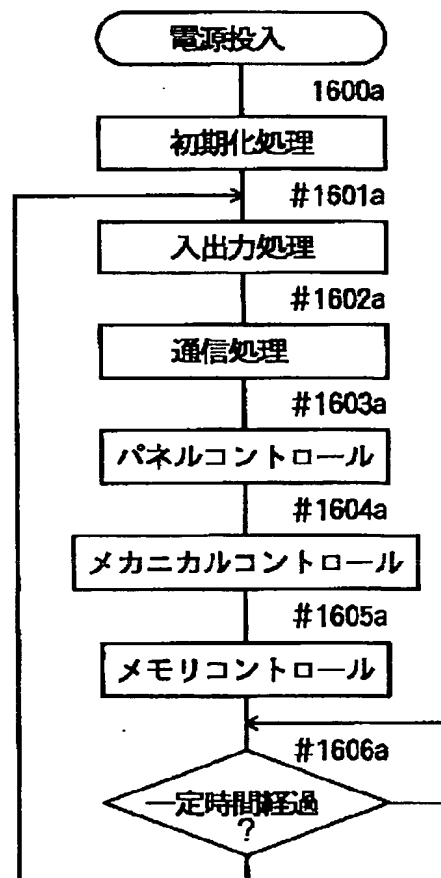 電源投入
1600a
初期化処理
#1601a
入出力処理
#1602a
通信処理
#1603a
パネルコントロール
#1604a
メカニカルコントロール
#1605a
メモリコントロール
#1606a
一定時間経過
?